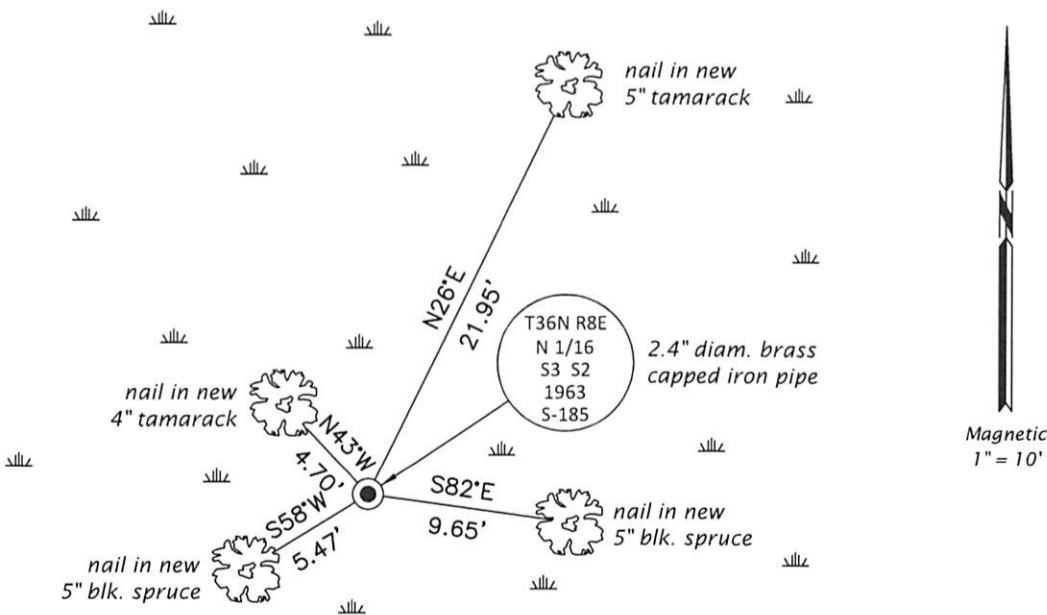 nail in new
5" tamarack
N26°E
21.95'
T36N R8E
N 1/16
S3 S2
1963
S-185
2.4" diam. brass
capped iron pipe
N
Magnetic
1" = 10'
nail in new
4" tamarack
N43°W
4.70'
S82°E
9.65'
nail in new
5" blk. spruce
S58°W
5.47'
nail in new
5" blk. spruce